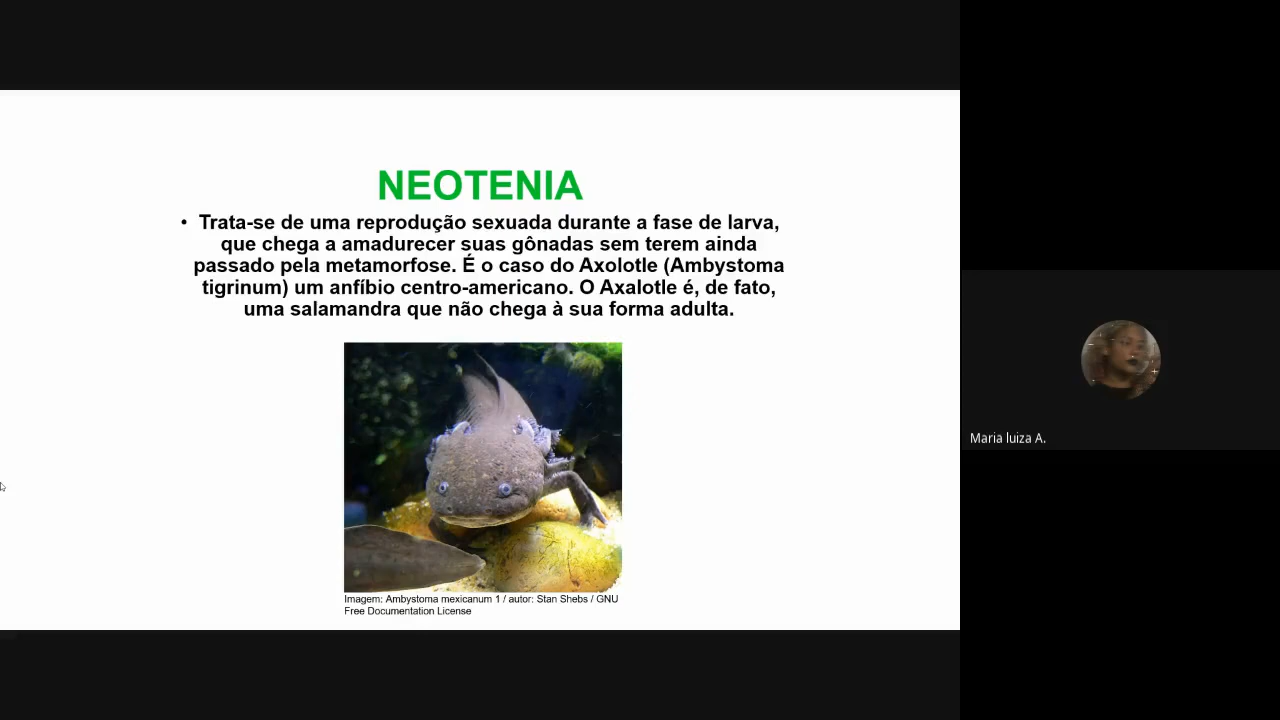 NEOTENIA
• Trata-se de uma reprodução sexuada durante a fase de larva,
que chega a amadurecer suas gônadas sem terem ainda
passado pela metamorfose. É o caso do Axolotle (Ambystoma
tigrinum) um anfíbio centro-americano. O Axalotle é, de fato,
uma salamandra que não chega à sua forma adulta.
Imagem: Ambystoma mexicanum 1 / autor: Stan Shebs / GNU
Free Documentation License
Maria luiza A.